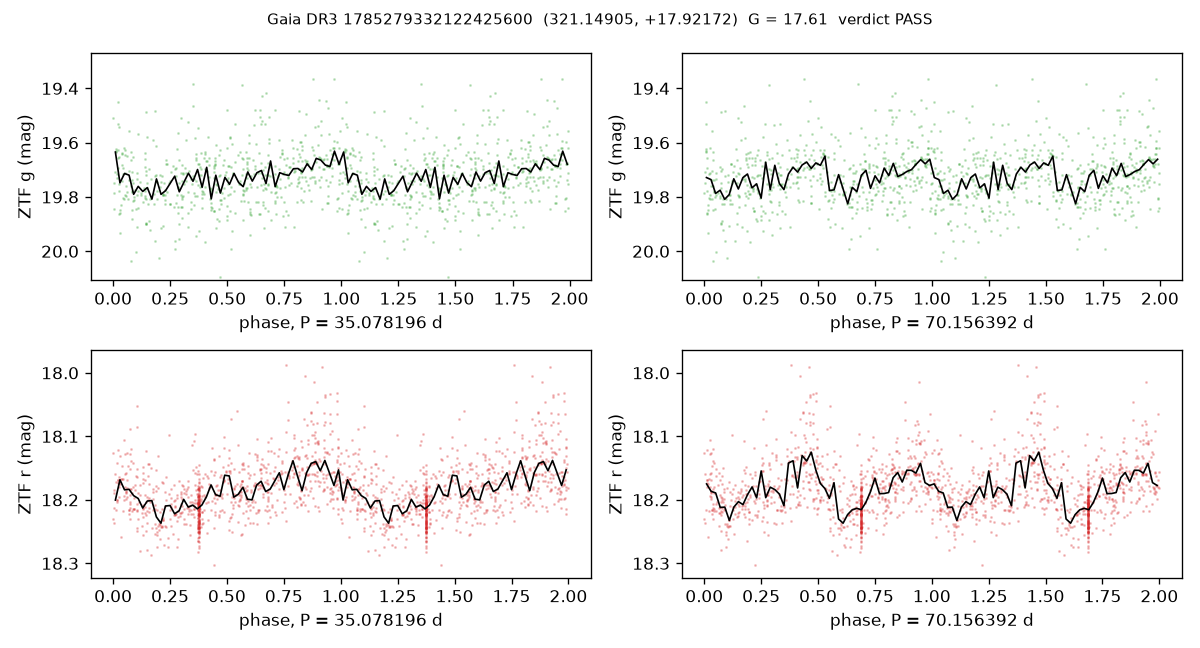 Gaia DR3 1785279332122425600 (321.14905, +17.92172) G = 17.61 verdict PASS
ZTF g (mag)
19.4
19.6
19.8
20.0
0.00 0.25 0.50 0.75 1.00 1.25 1.50 1.75 2.00
phase, P = 35.078196 d
ZTF g (mag)
19.4
19.6
19.8
20.0
0.00 0.25 0.50 0.75 1.00 1.25 1.50 1.75 2.00
phase, P = 70.156392 d
ZTF r (mag)
18.0
18.1
18.2
18.3
0.00 0.25 0.50 0.75 1.00 1.25 1.50 1.75 2.00
phase, P = 35.078196 d
ZTF r (mag)
18.0
18.1
18.2
18.3
0.00 0.25 0.50 0.75 1.00 1.25 1.50 1.75 2.00
phase, P = 70.156392 d